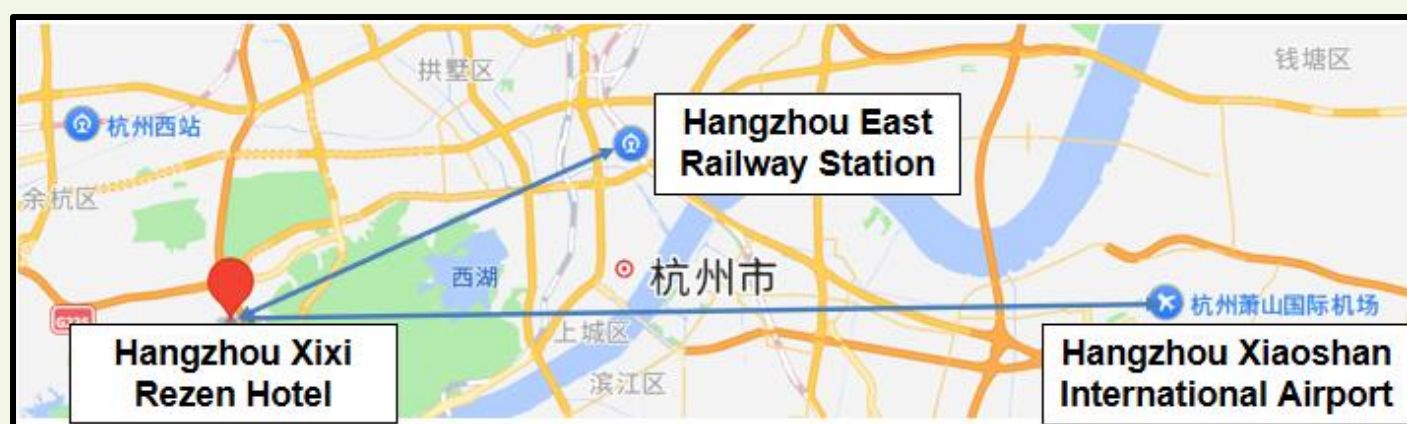 钱塘区
拱墅区
杭州西站
Hangzhou East
Railway Station
余杭区
西湖
杭州市
杭州萧山国际机场
上城区
Hangzhou Xixi
Rezen Hotel
滨江区
Hangzhou Xiaoshan
International Airport